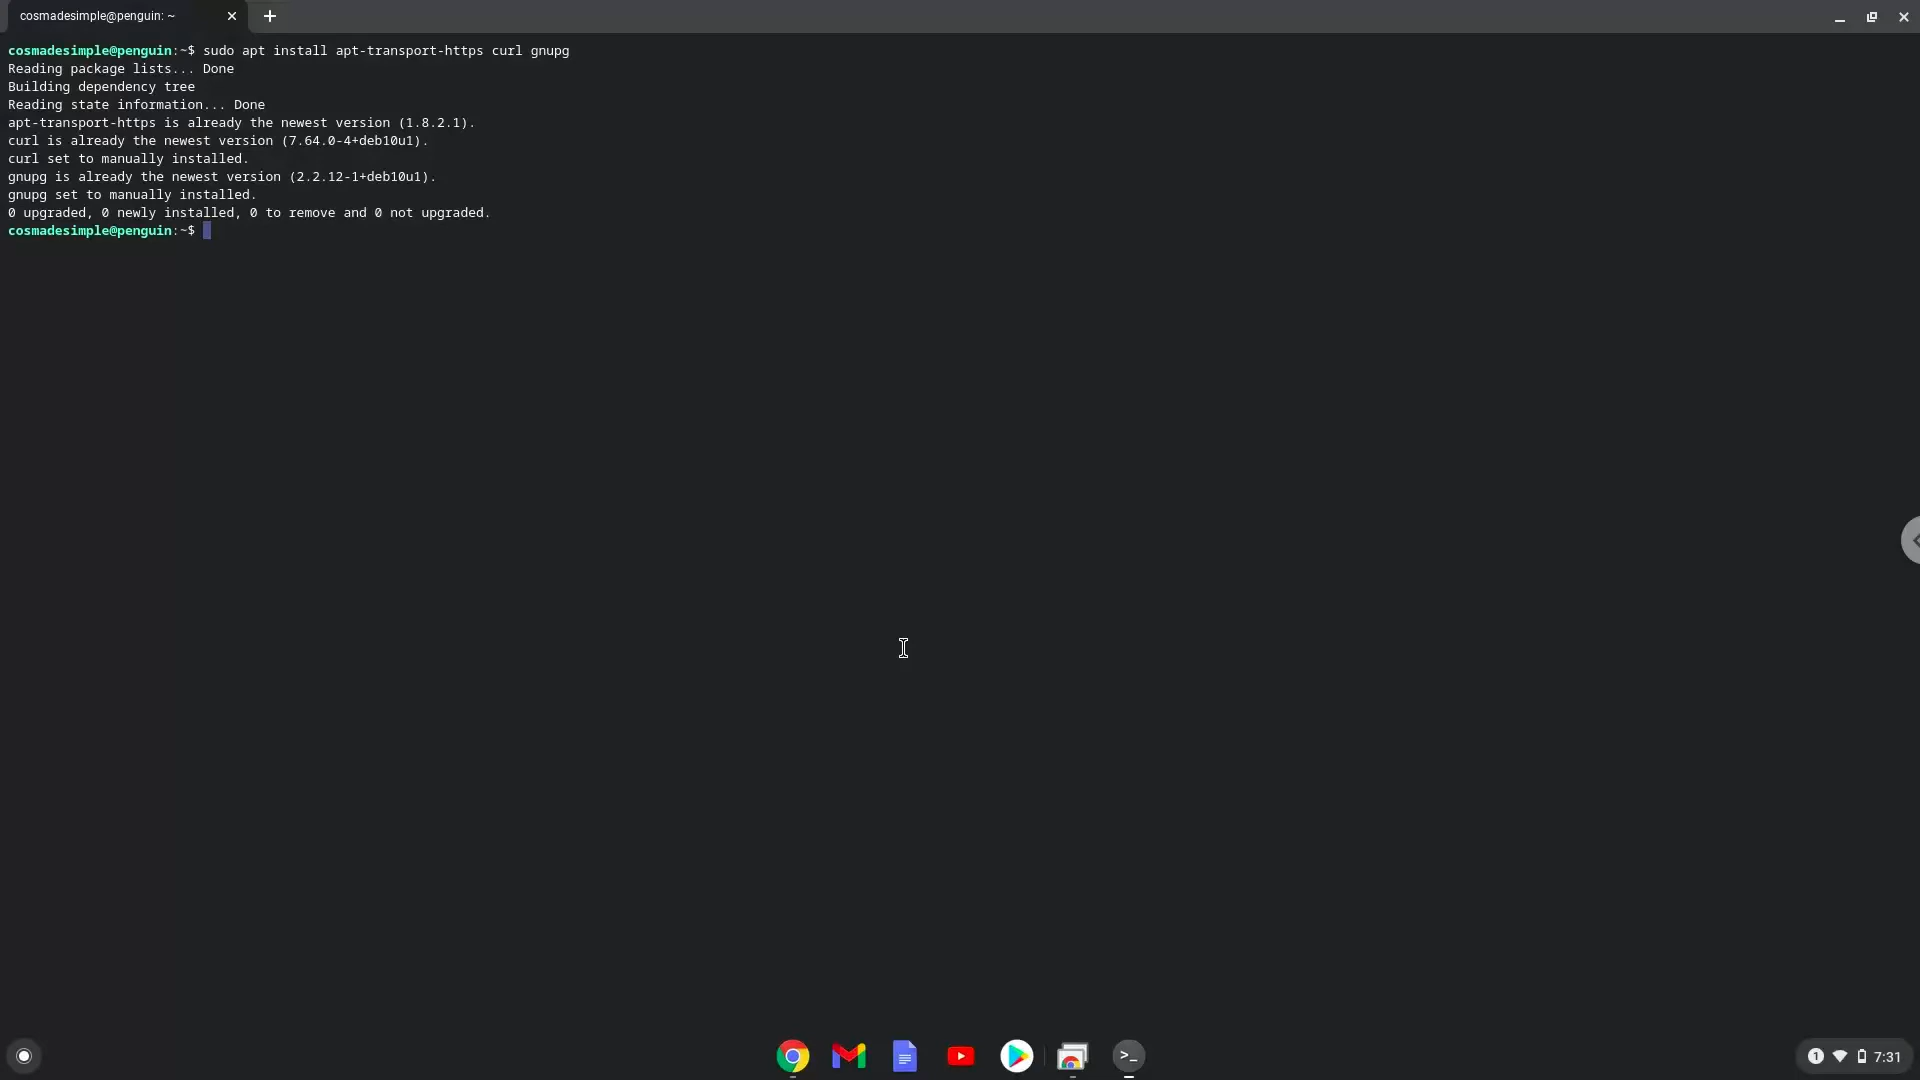 cosmadesimple@penguin: ~
cosmadesimple@penguin:~$ sudo apt install apt-transport-https curl gnupg
Reading package lists... Done
Building dependency tree
Reading state information... Done
apt-transport-https is already the newest version (1.8.2.1).
curl is already the newest version (7.64.0-4+deb10u1).
curl set to manually installed.
gnupg is already the newest version (2.2.12-1+deb10u1).
gnupg set to manually installed.
0 upgraded, 0 newly installed, 0 to remove and 0 not upgraded.
cosmadesimple@penguin:~$
>_
1 7:31